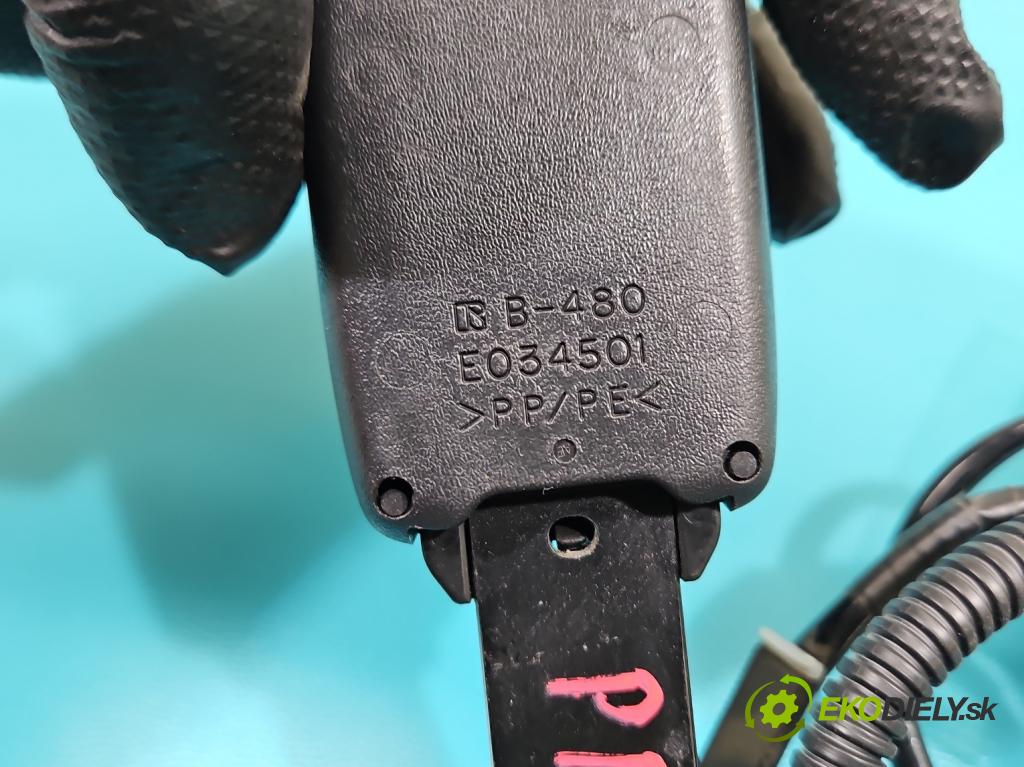 B-480
E034501
>PP/PE<
P
EKODIELY.sk